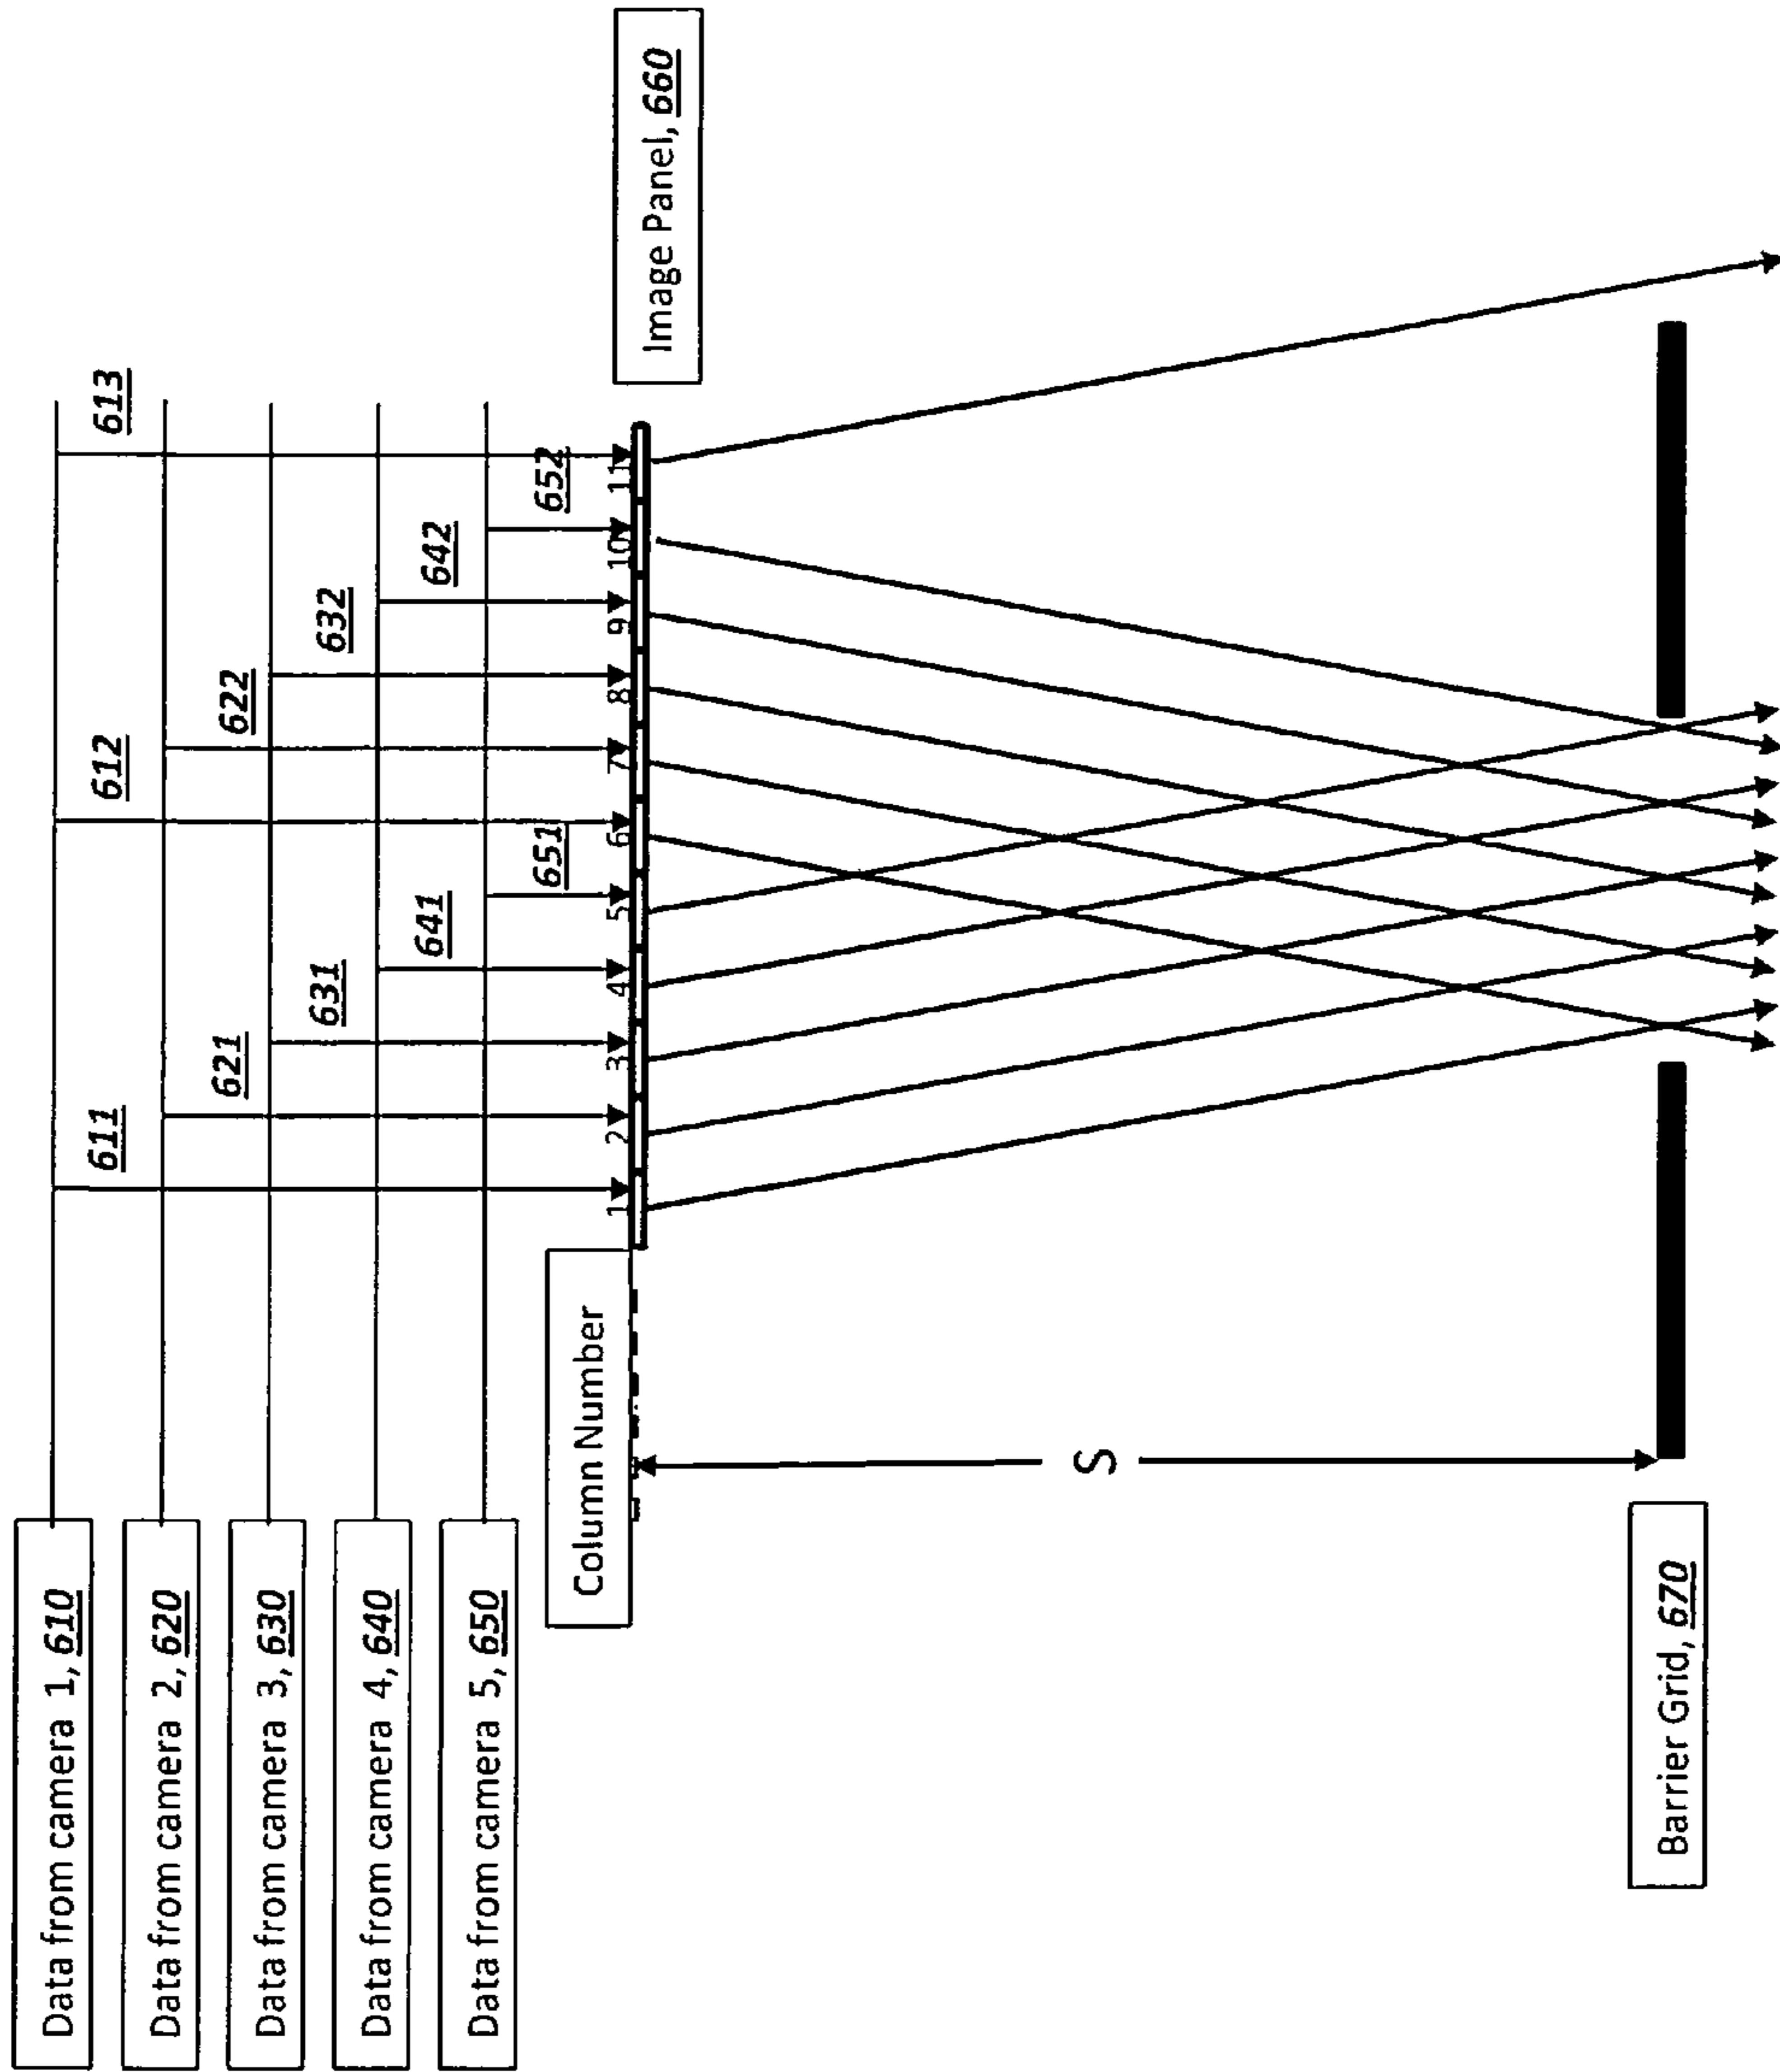 Data from camera 1, 610
Data from camera 2, 620
Data from camera 3, 630
Data from camera 4, 640
Data from camera 5, 650
611
612
613
621
622
631
632
641
642
651
652
Column Number
1 2 3 4 5 6 7 8 9 10 11
Image Panel, 660
S
Barrier Grid, 670